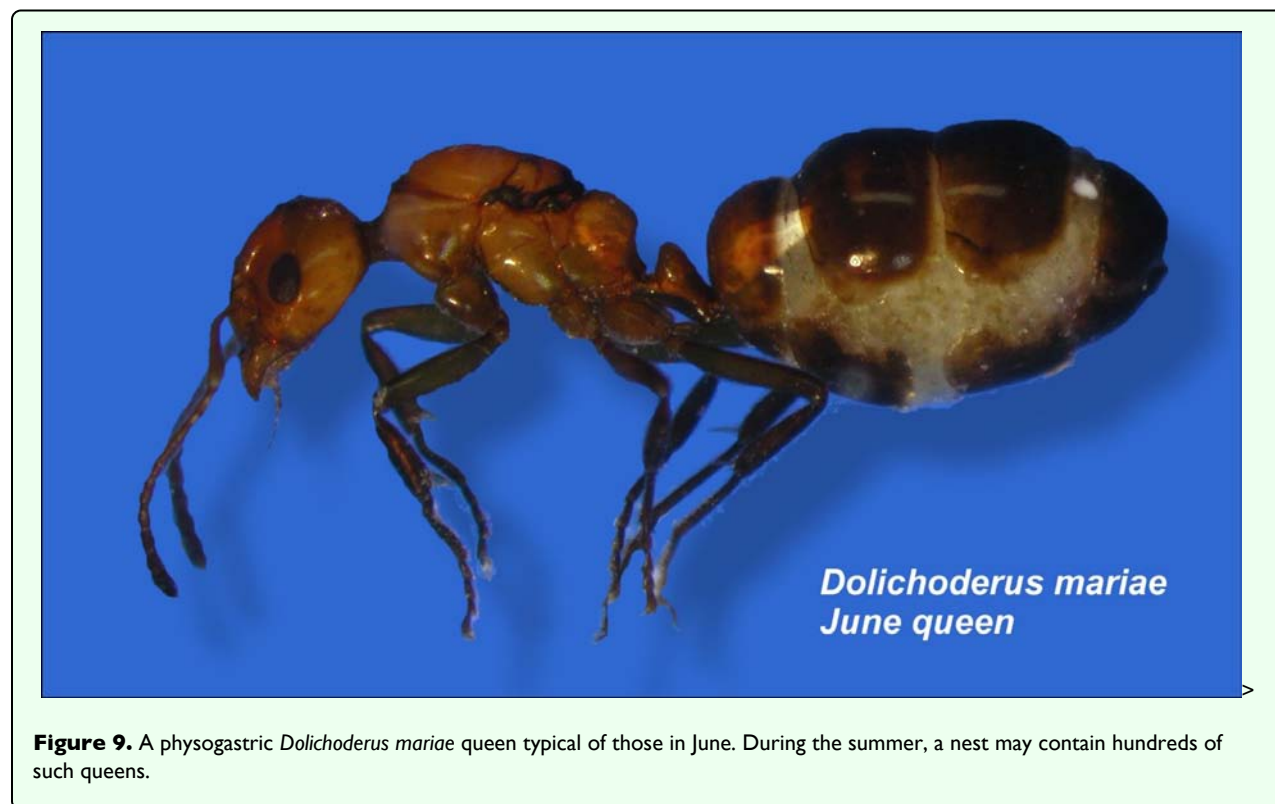 Dolichoderus mariae
June queen
>
Figure 9. A physogastric Dolichoderus mariae queen typical of those in June. During the summer, a nest may contain hundreds of
such queens.